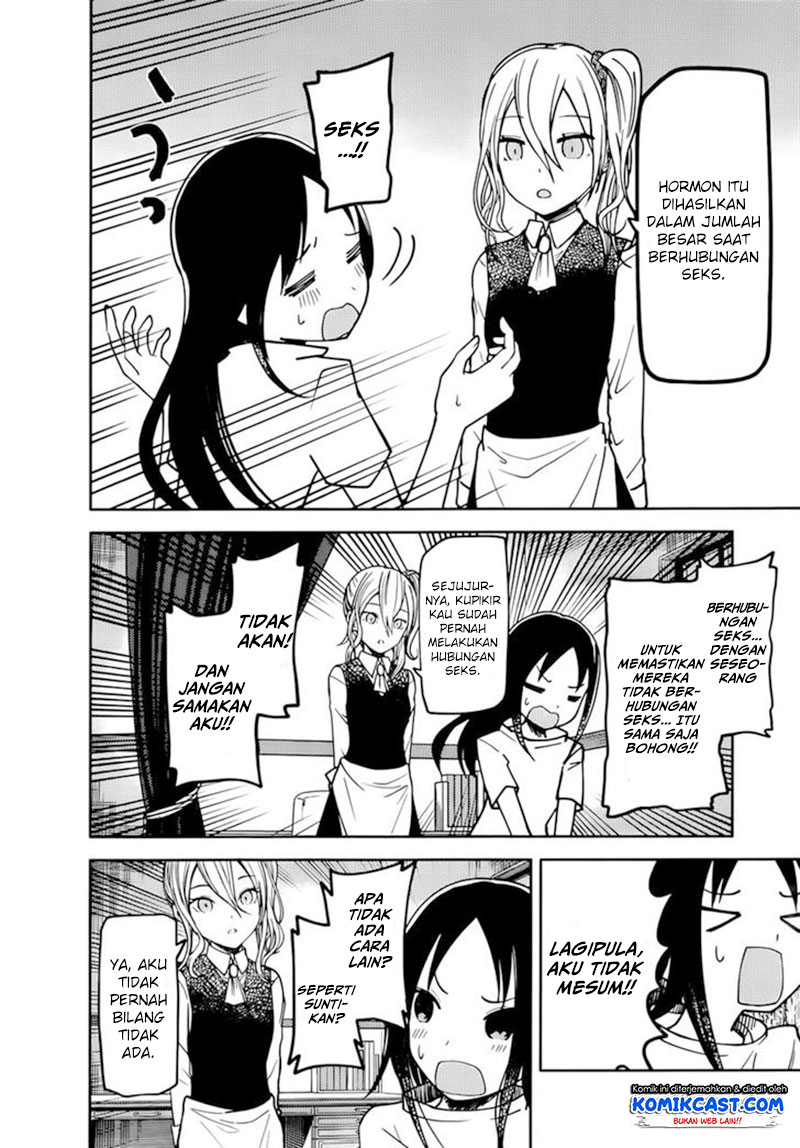 HORMON ITU
DIHASILKAN
DALAM JUMLAH
BESAR SAAT
BERHUBUNGAN
SEKS.
SEKS
...!!
BERHUBU-
NGAN
SEKS...
DENGAN
SESEO-
RANG
UNTUK
MEMASTIKAN
MEREKA
TIDAK BER-
HUBUNGAN
SEKS... ITU
SAMA SAJA
BOHONG!!
SEJUJUR-
NYA, KUPIKIR
KAU SUDAH
PERNAH
MELAKUKAN
HUBUNGAN
SEKS.
TIDAK
AKAN!
DAN
JANGAN
SAMAKAN
AKU!!
LAGIPULA,
AKU TIDAK
MESUM!!
APA
TIDAK
ADA
CARA
LAIN?
SEPERTI
SUNTI-
KAN?
YA, AKU
TIDAK
PERNAH
BILANG
TIDAK
ADA.
Komik ini diterjemahkan & diedit oleh
KOMIKCAST.COM
BUKAN WEB LAIN!!